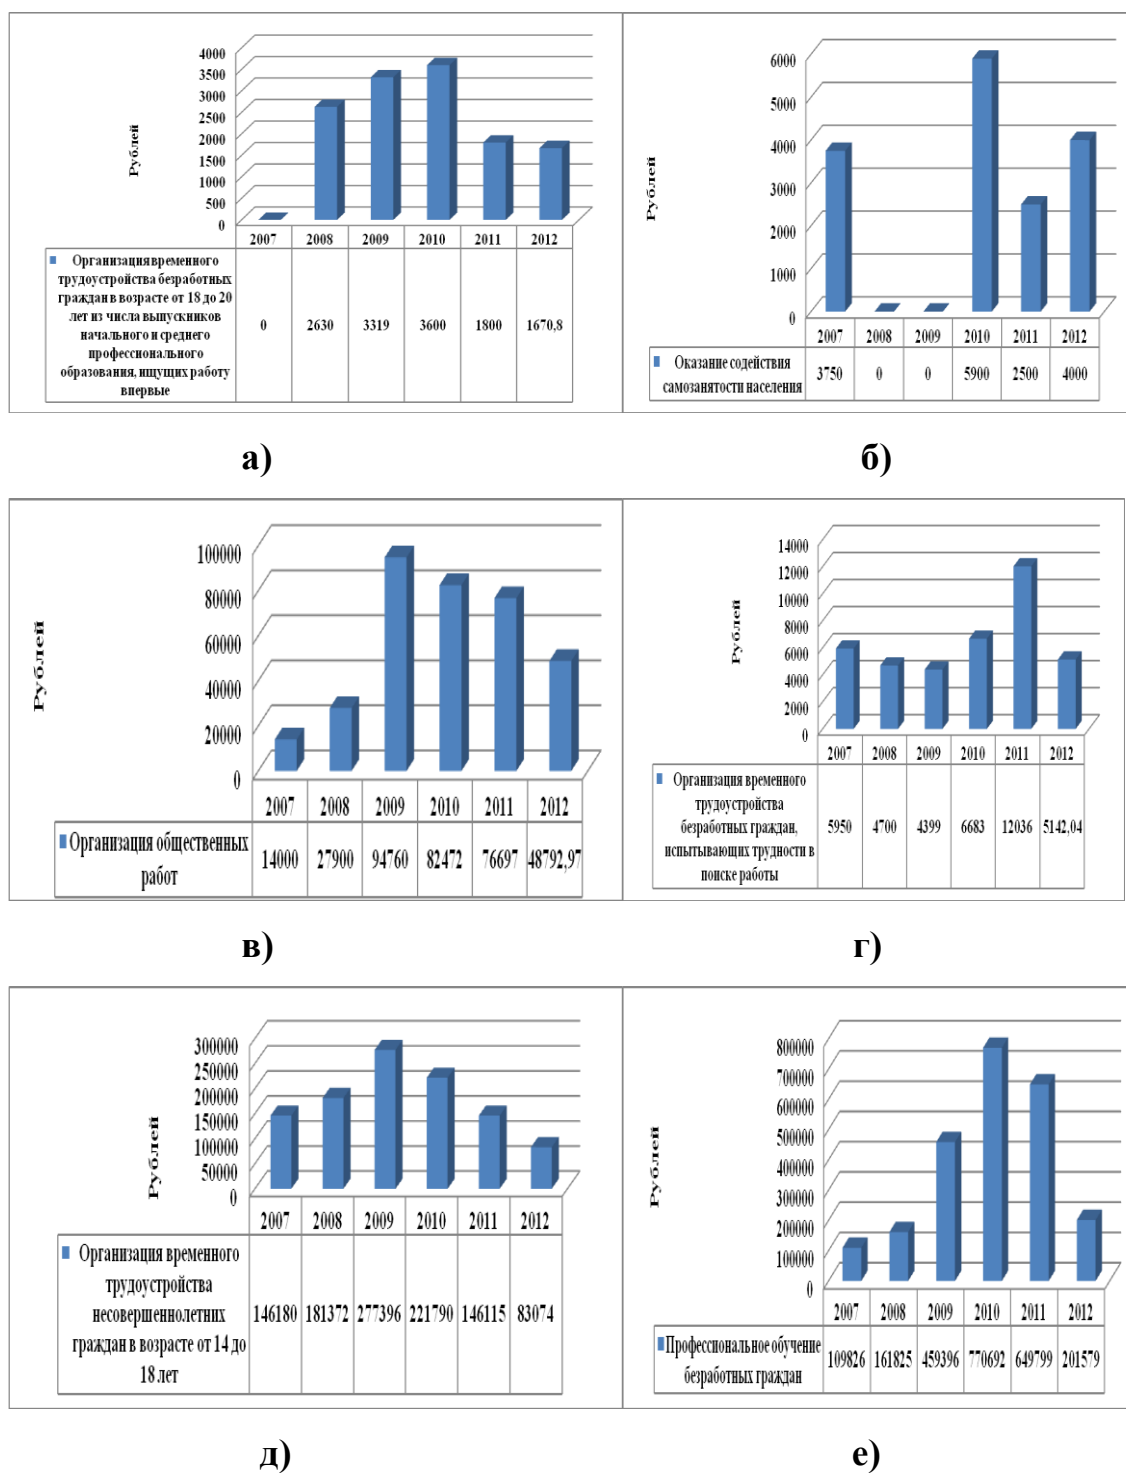 4000
3500
3000
2500
2000
1500
1000
500
0
Рублей
2007 2008 2009 2010 2011 2012
Организация временного
трудоустройства безработных
граждан в возрасте от 18 до 20
лет из числа выпускников
начального и среднего
профессионального
образования, ищущих работу
впервые
0 2630 3319 3600 1800 1670,8
а)
6000
5000
4000
3000
2000
1000
0
Рублей
2007 2008 2009 2010 2011 2012
Оказание содействия
самозанятости населения
3750 0 0 5900 2500 4000
б)
100000
80000
60000
40000
20000
0
Рублей
2007 2008 2009 2010 2011 2012
Организация общественных
работ
14000 27900 94760 82472 76697 48792,97
в)
14000
12000
10000
8000
6000
4000
2000
0
Рублей
2007 2008 2009 2010 2011 2012
Организация временного
трудоустройства
безработных граждан,
испытывающих трудности в
поиске работы
5950 4700 4399 6683 12036 5142,04
г)
300000
250000
200000
150000
100000
50000
0
Рублей
2007 2008 2009 2010 2011 2012
Организация временного
трудоустройства
несовершеннолетних
граждан в возрасте от 14 до
18 лет
146180 181372 277396 221790 146115 83074
д)
800000
700000
600000
500000
400000
300000
200000
100000
0
Рублей
2007 2008 2009 2010 2011 2012
Профессиональное обучение
безработных граждан
109826 161825 459396 770692 649799 201579
е)